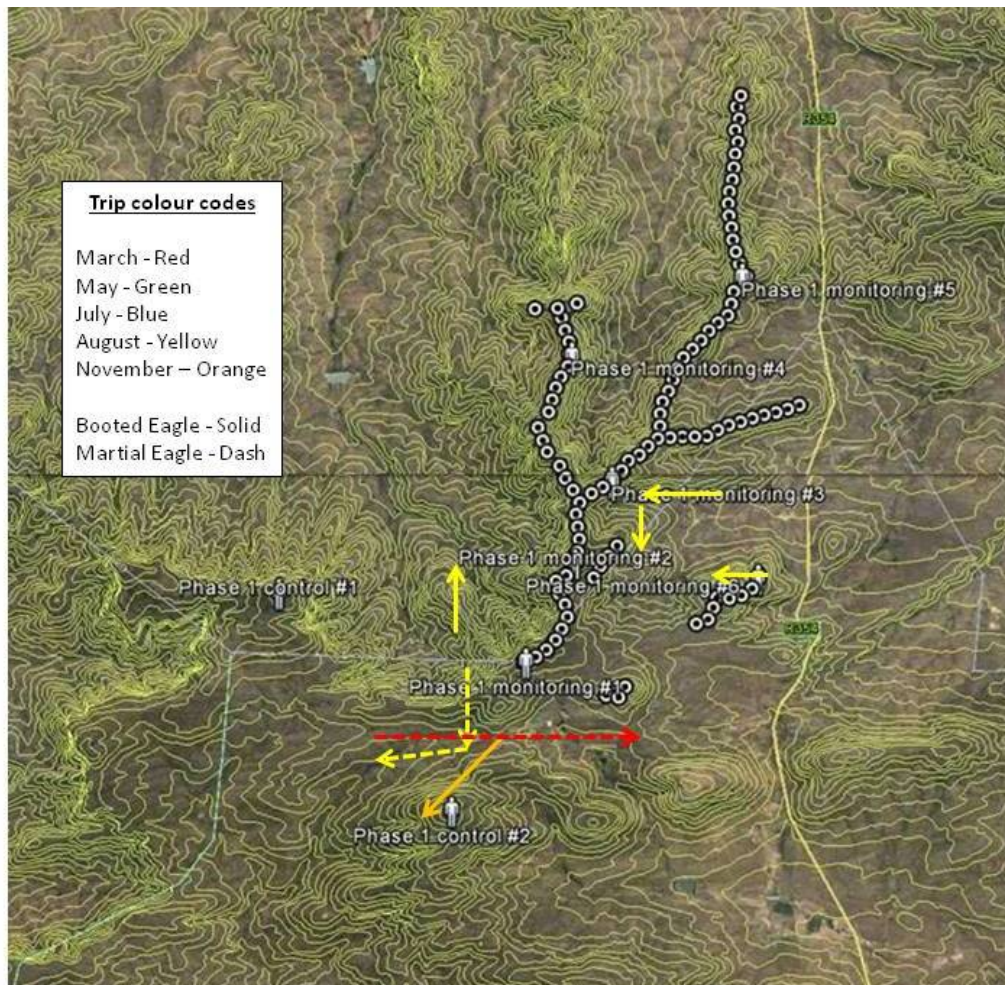 R354
Trip colour codes
March - Red
May - Green
July - Blue
August - Yellow
November – Orange
Booted Eagle - Solid
Martial Eagle - Dash
Phase 1 monitoring #5
Phase 1 monitoring #4
Phase 1 monitoring #3
Phase 1 monitoring #2
Phase 1 control #1
Phase 1 monitoring #6
R354
Phase 1 monitoring #1
Phase 1 control #2